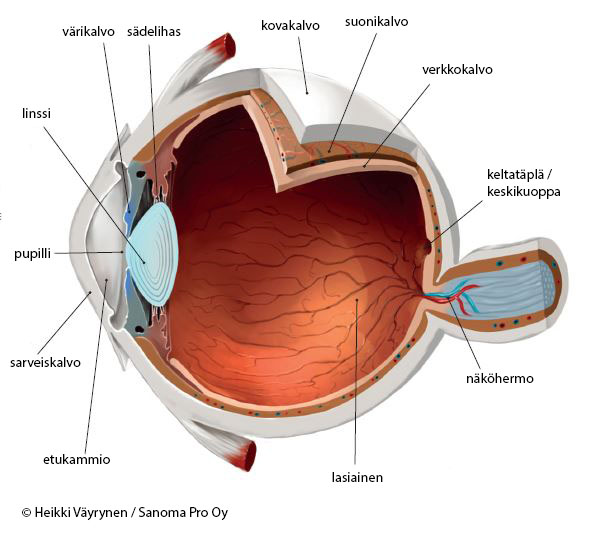 värikalvo
sädelihas
kovakalvo
suonikalvo
verkkokalvo
linssi
keltatäplä /
keskikuoppa
pupilli
sarveiskalvo
näköhermo
etukammio
lasiainen
© Heikki Väyrynen / Sanoma Pro Oy